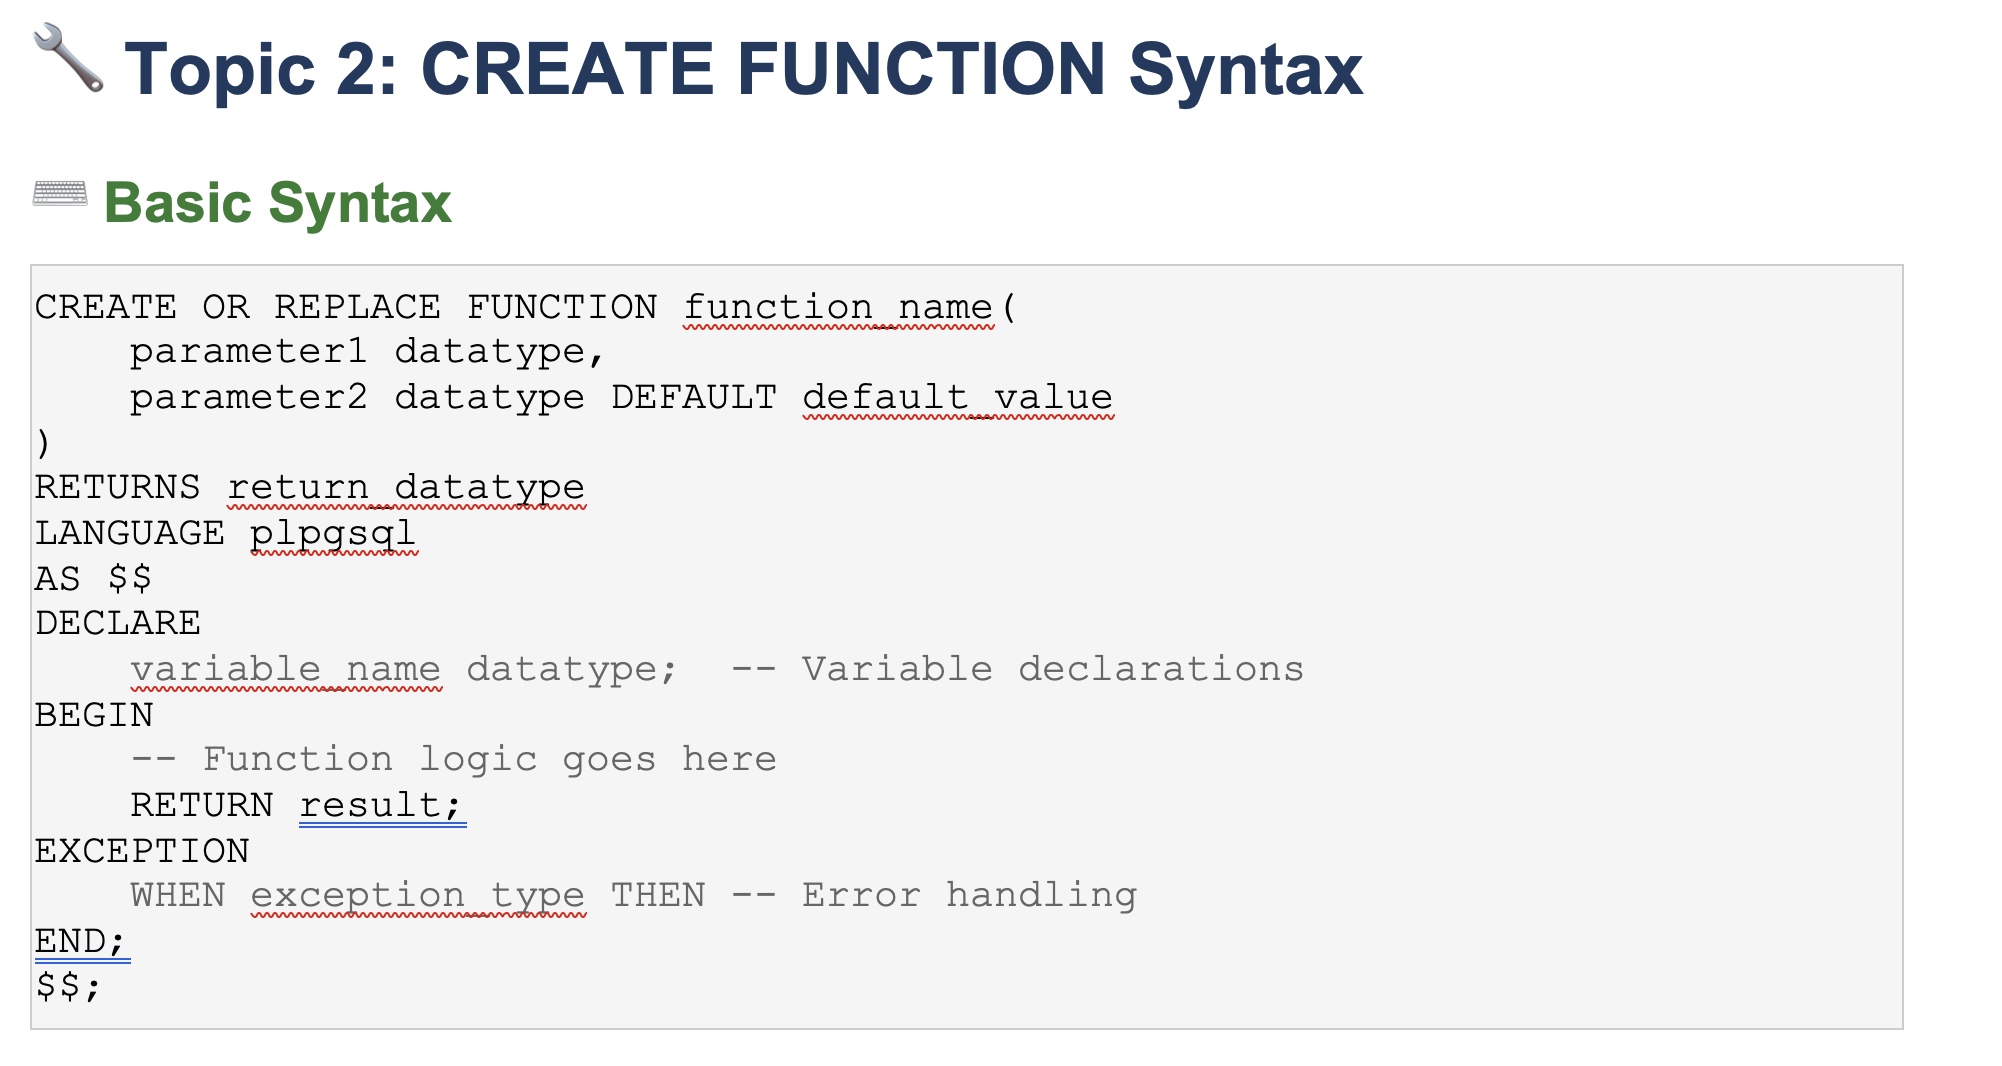 Topic 2: CREATE FUNCTION Syntax
Basic Syntax
CREATE OR REPLACE FUNCTION function_name(
    parameter1 datatype,
    parameter2 datatype DEFAULT default_value
)
RETURNS return_datatype
LANGUAGE plpgsql
AS $$
DECLARE
    variable_name datatype;  -- Variable declarations
BEGIN
    -- Function logic goes here
    RETURN result;
EXCEPTION
    WHEN exception_type THEN -- Error handling
END;
$$;